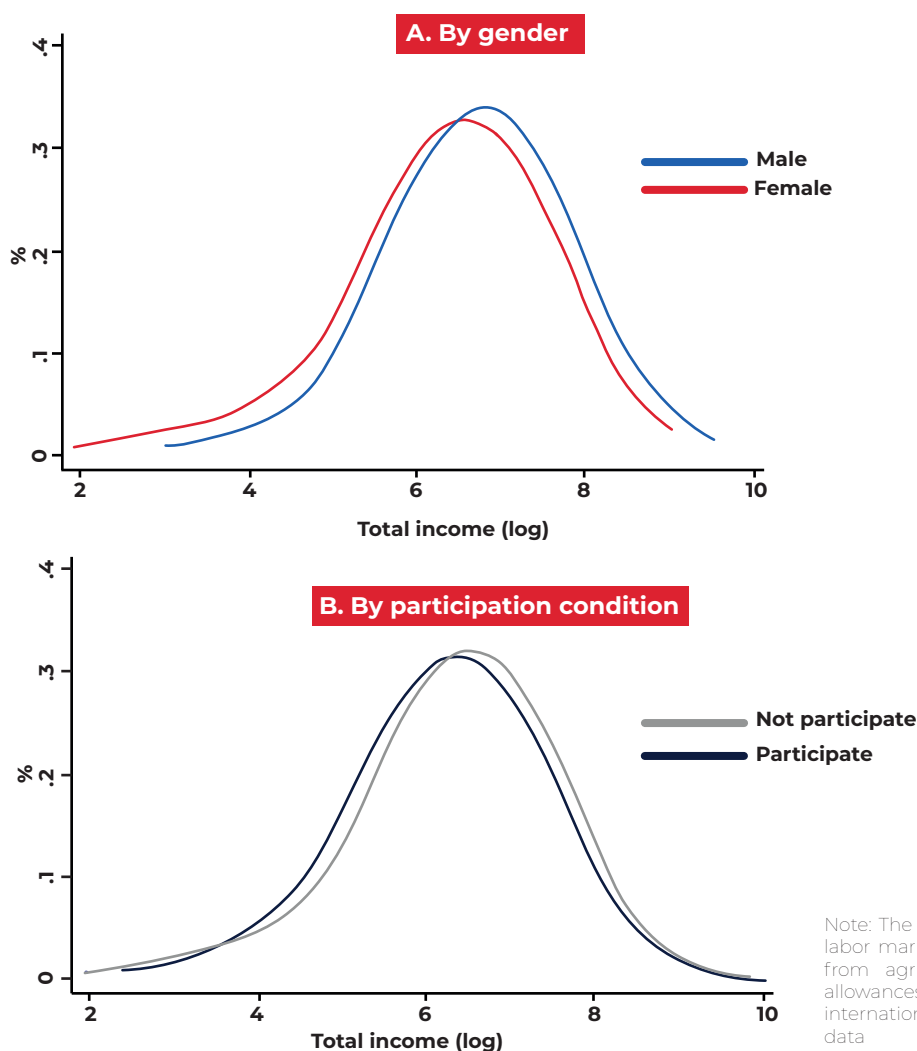 A. By gender
.4
.3
.2
.1
0
%
Male
Female
2 4 6 8 10
Total income (log)
B. By participation condition
.4
.3
.2
.1
0
%
Not participate
Participate
2 4 6 8 10
Total income (log)
Note: The
labor mar
from agr
allowances
internation
data